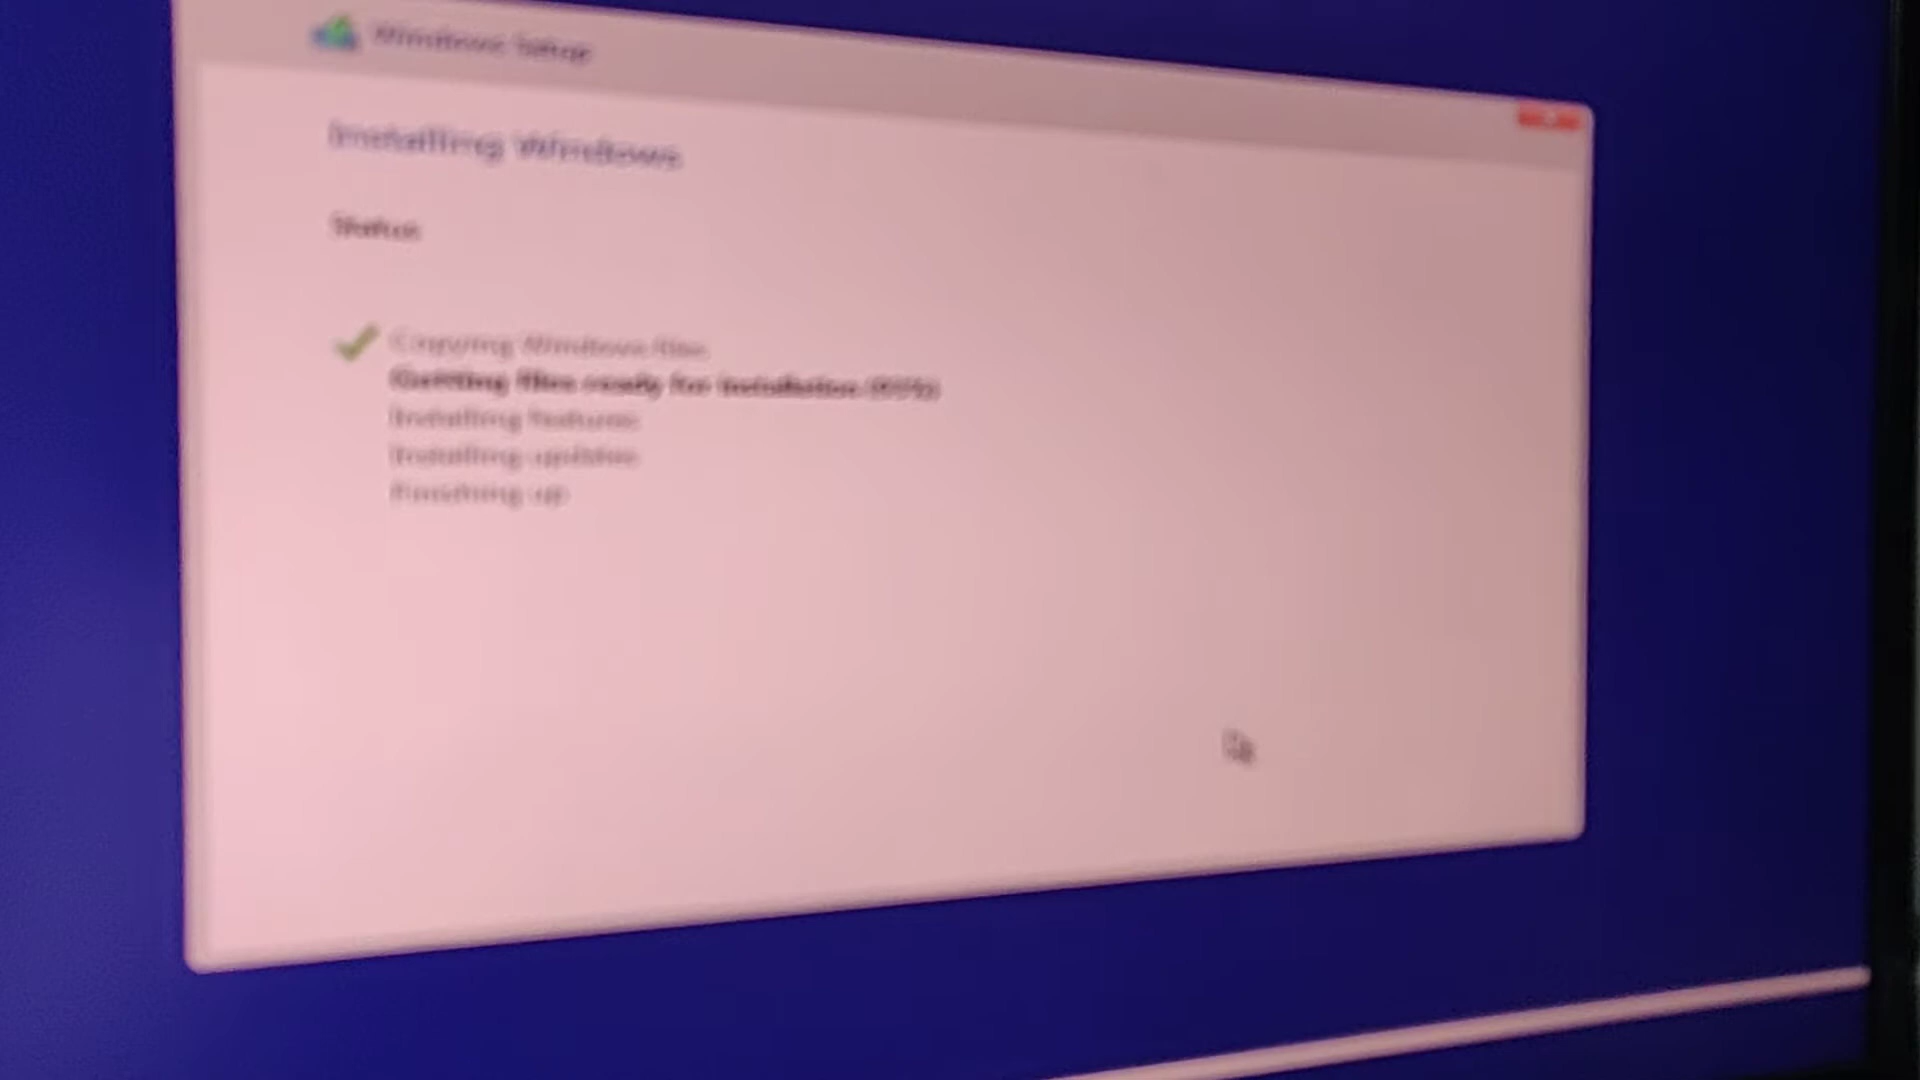 Windows Setup
Installing Windows
Status
Copying Windows files
Getting files ready for installation
Installing features
Installing updates
Finishing up